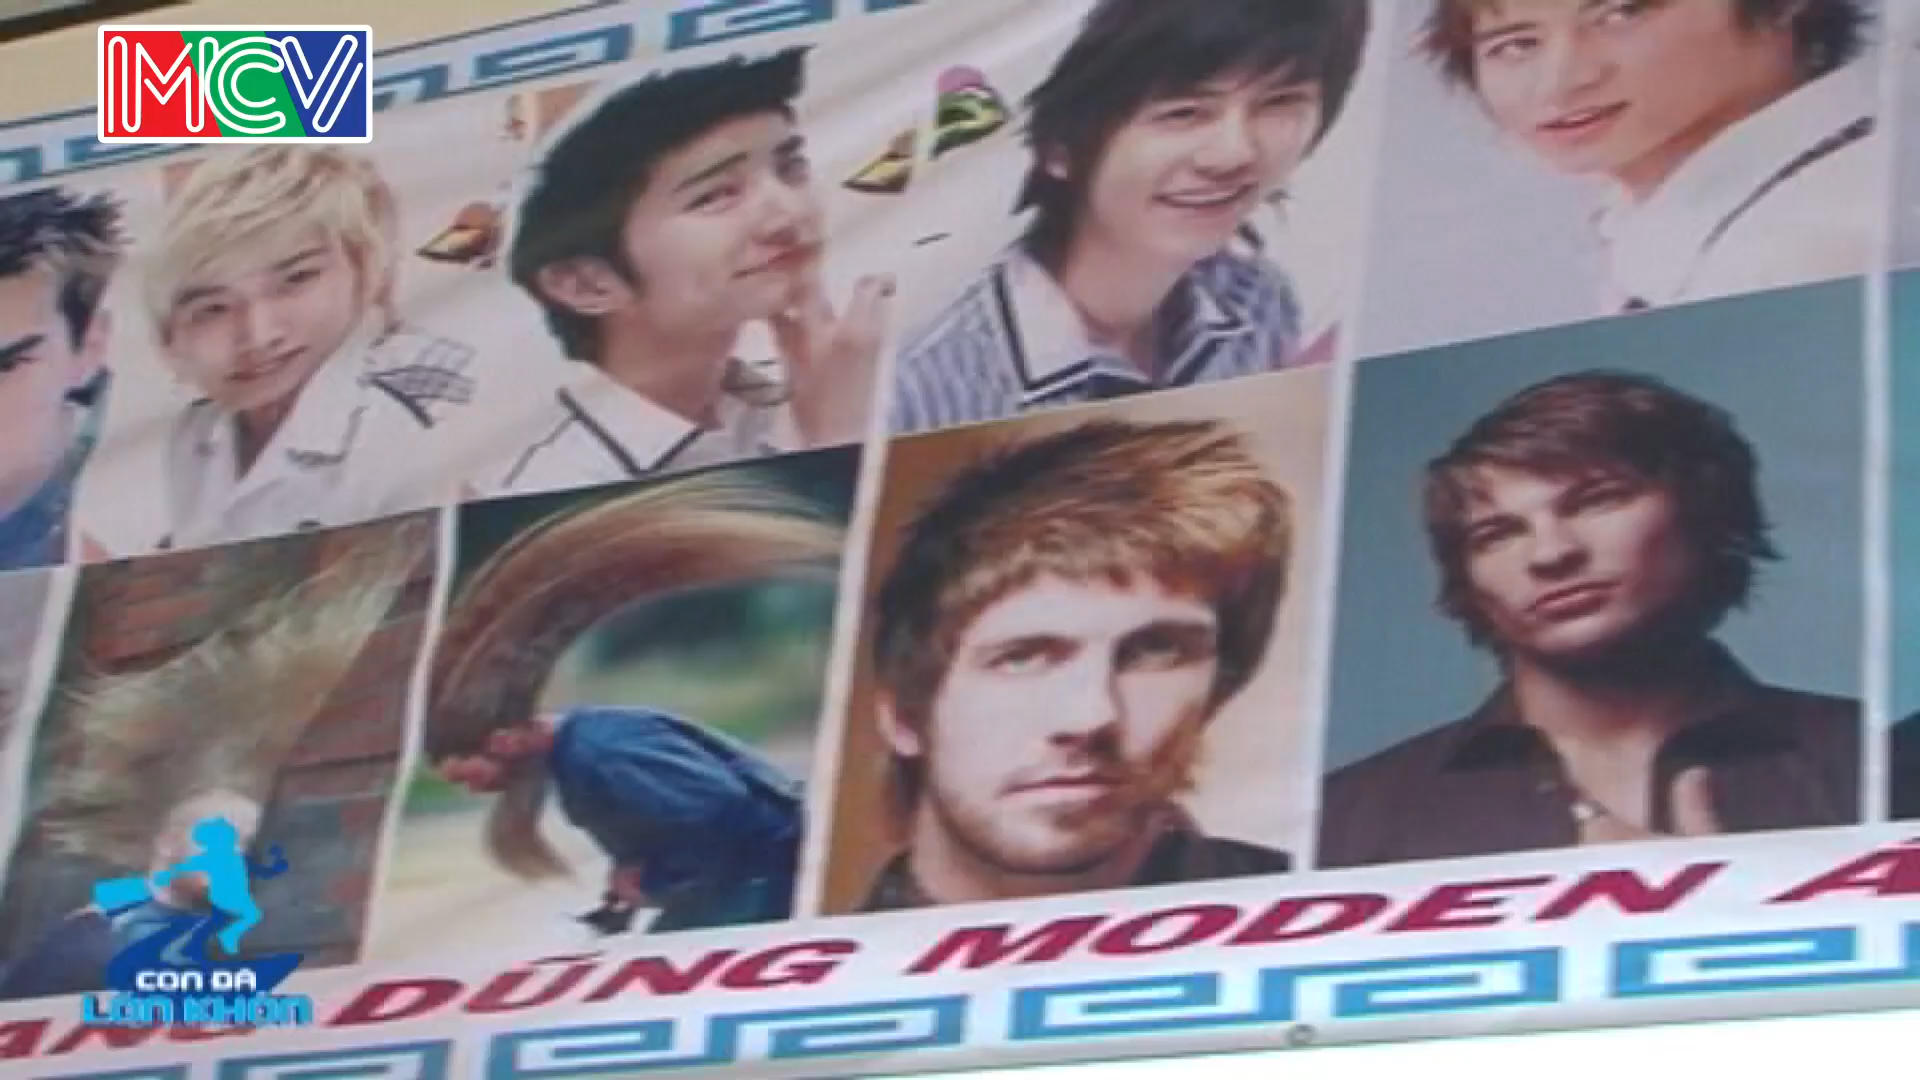 MCV
DŨNG MODEN
CON ĐÃ
LỚN KHÔN